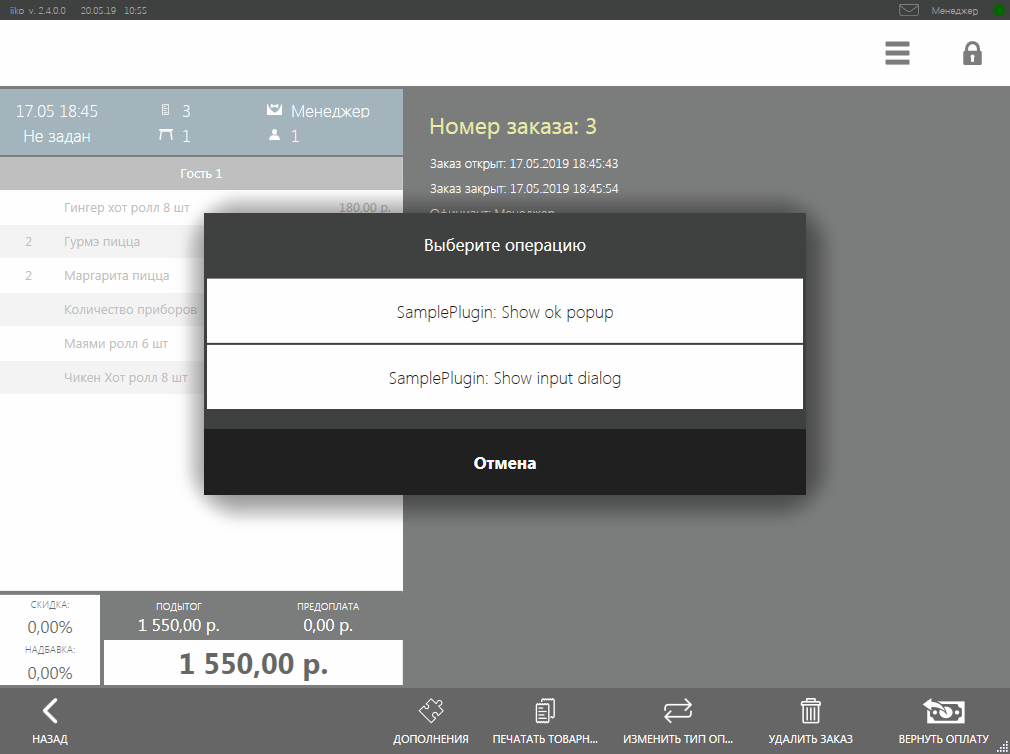 iiko v. 2.4.0.0 20.05.19 10:55 Менеджер
17.05 18:45 3 Менеджер
Не задан 1 1
Гость 1
Гингер хот ролл 8 шт 180,00 р.
2 Гурмэ пицца
2 Маргарита пицца
Количество приборов
Маями ролл 6 шт
Чикен Хот ролл 8 шт
Номер заказа: 3
Заказ открыт: 17.05.2019 18:45:43
Заказ закрыт: 17.05.2019 18:45:54
Официант: Менеджер
Выберите операцию
SamplePlugin: Show ok popup
SamplePlugin: Show input dialog
Отмена
СКИДКА:
0,00%
НАДБАВКА:
0,00%
ПОДЫТОГ ПРЕДОПЛАТА
1 550,00 р. 0,00 р.
1 550,00 р.
НАЗАД ДОПОЛНЕНИЯ ПЕЧАТАТЬ ТОВАРН... ИЗМЕНИТЬ ТИП ОП... УДАЛИТЬ ЗАКАЗ ВЕРНУТЬ ОПЛАТУ